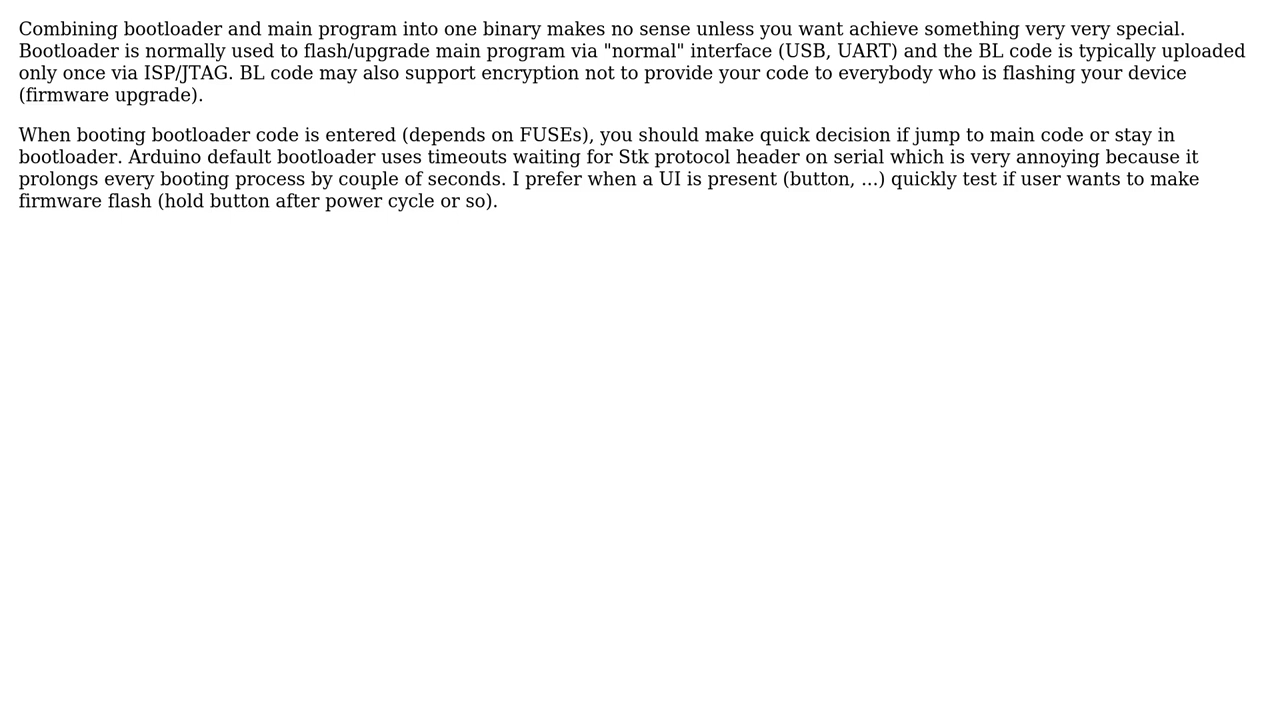 Combining bootloader and main program into one binary makes no sense unless you want achieve something very very special.
Bootloader is normally used to flash/upgrade main program via "normal" interface (USB, UART) and the BL code is typically uploaded
only once via ISP/JTAG. BL code may also support encryption not to provide your code to everybody who is flashing your device
(firmware upgrade).
When booting bootloader code is entered (depends on FUSEs), you should make quick decision if jump to main code or stay in
bootloader. Arduino default bootloader uses timeouts waiting for Stk protocol header on serial which is very annoying because it
prolongs every booting process by couple of seconds. I prefer when a UI is present (button, ...) quickly test if user wants to make
firmware flash (hold button after power cycle or so).